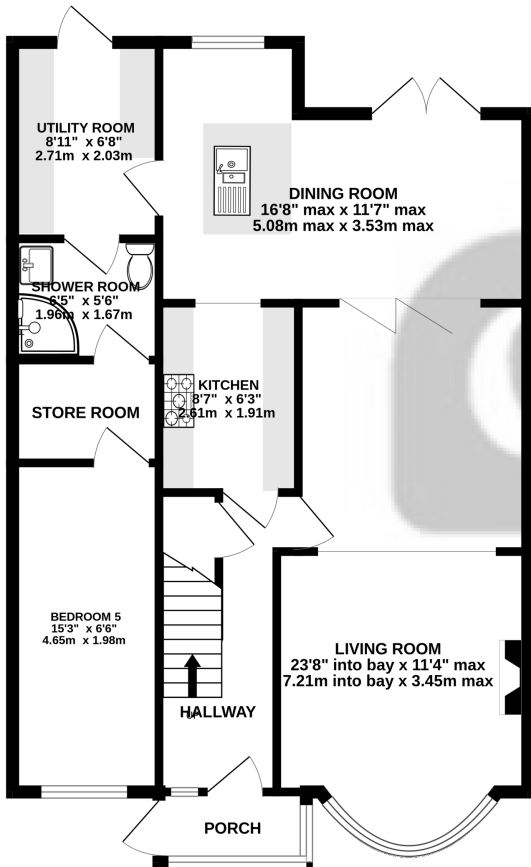 UTILITY ROOM
8'11" x 6'8"
2.71m x 2.03m
DINING ROOM
16'8" max x 11'7" max
5.08m max x 3.53m max
SHOWER ROOM
6'5" x 5'6"
1.96m x 1.67m
KITCHEN
8'7" x 6'3"
2.61m x 1.91m
STORE ROOM
BEDROOM 5
15'3" x 6'6"
4.65m x 1.98m
LIVING ROOM
23'8" into bay x 11'4" max
7.21m into bay x 3.45m max
HALLWAY
UP
PORCH